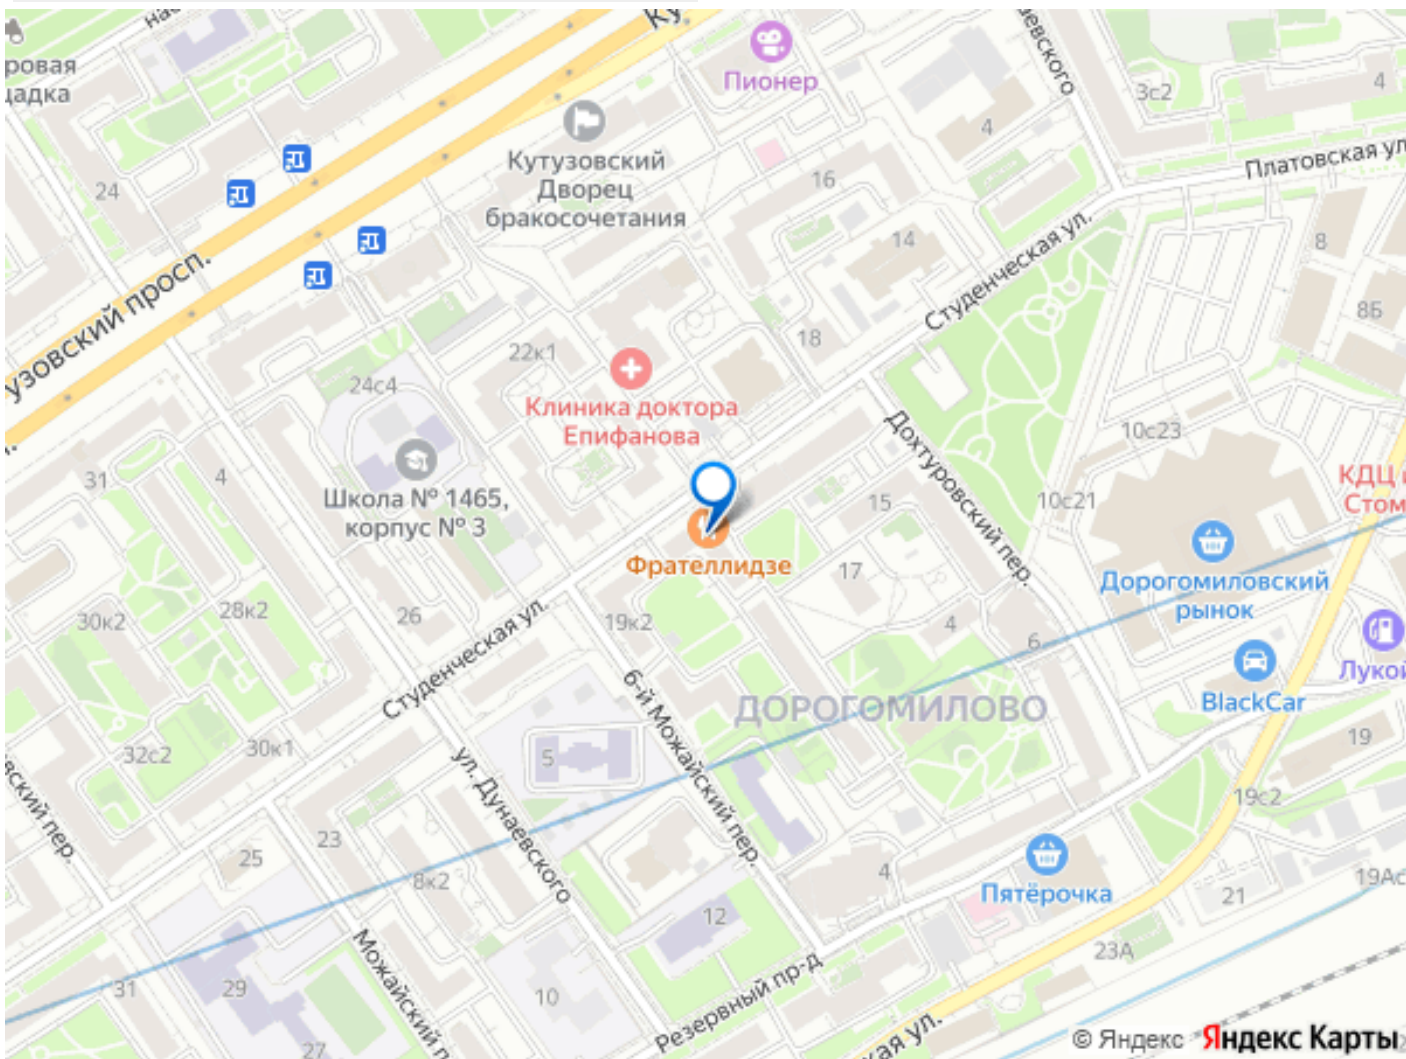 Пионер
3с2
4
4
Платовская ул
Кутузовский
Дворец
бракосочетания
24
16
14
8
8Б
узовский просп.
Студенческая ул.
18
22к1
24с4
Клиника доктора
Епифанова
Дохтуровский пер.
10с23
10с21
КДЦ
Стом
31
4
Школа № 1465,
корпус № 3
15
Фрателлидзе
17
Дорогомиловский
рынок
30к2
28к2
26
19к2
4
6
Студенческая ул.
6-й Можайский пер.
ДОРОГОМИЛОВО
BlackCar
Лукой
32с2
30к1
5
19
ул. Дунаевского
19с2
23
25
8к2
4
Пятёрочка
21
19Ас
12
23А
Можайский п
31
29
10
27
Резервный пр-д
ая ул.
© Яндекс Яндекс Карты